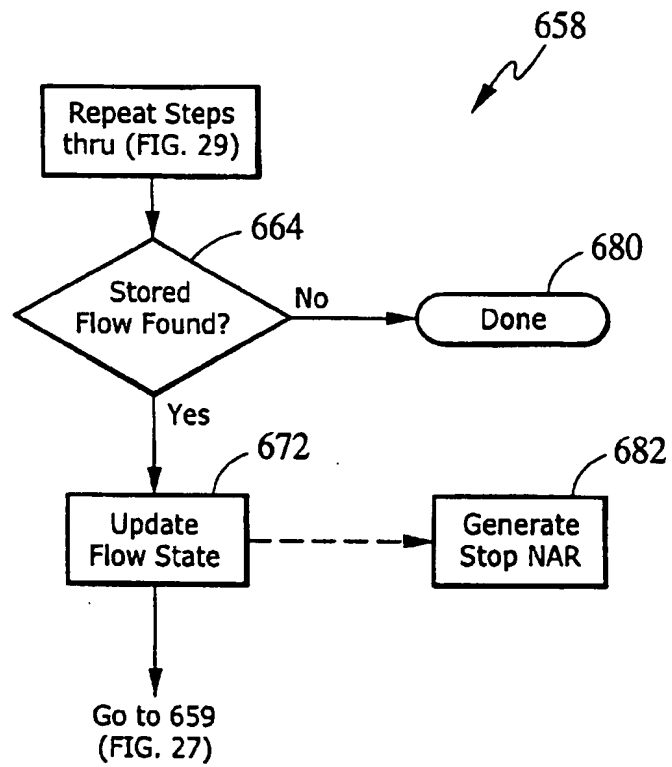 658
Repeat Steps
thru (FIG. 29)
664
Stored
Flow Found?
No
680
Done
Yes
672
Update
Flow State
682
Generate
Stop NAR
Go to 659
(FIG. 27)